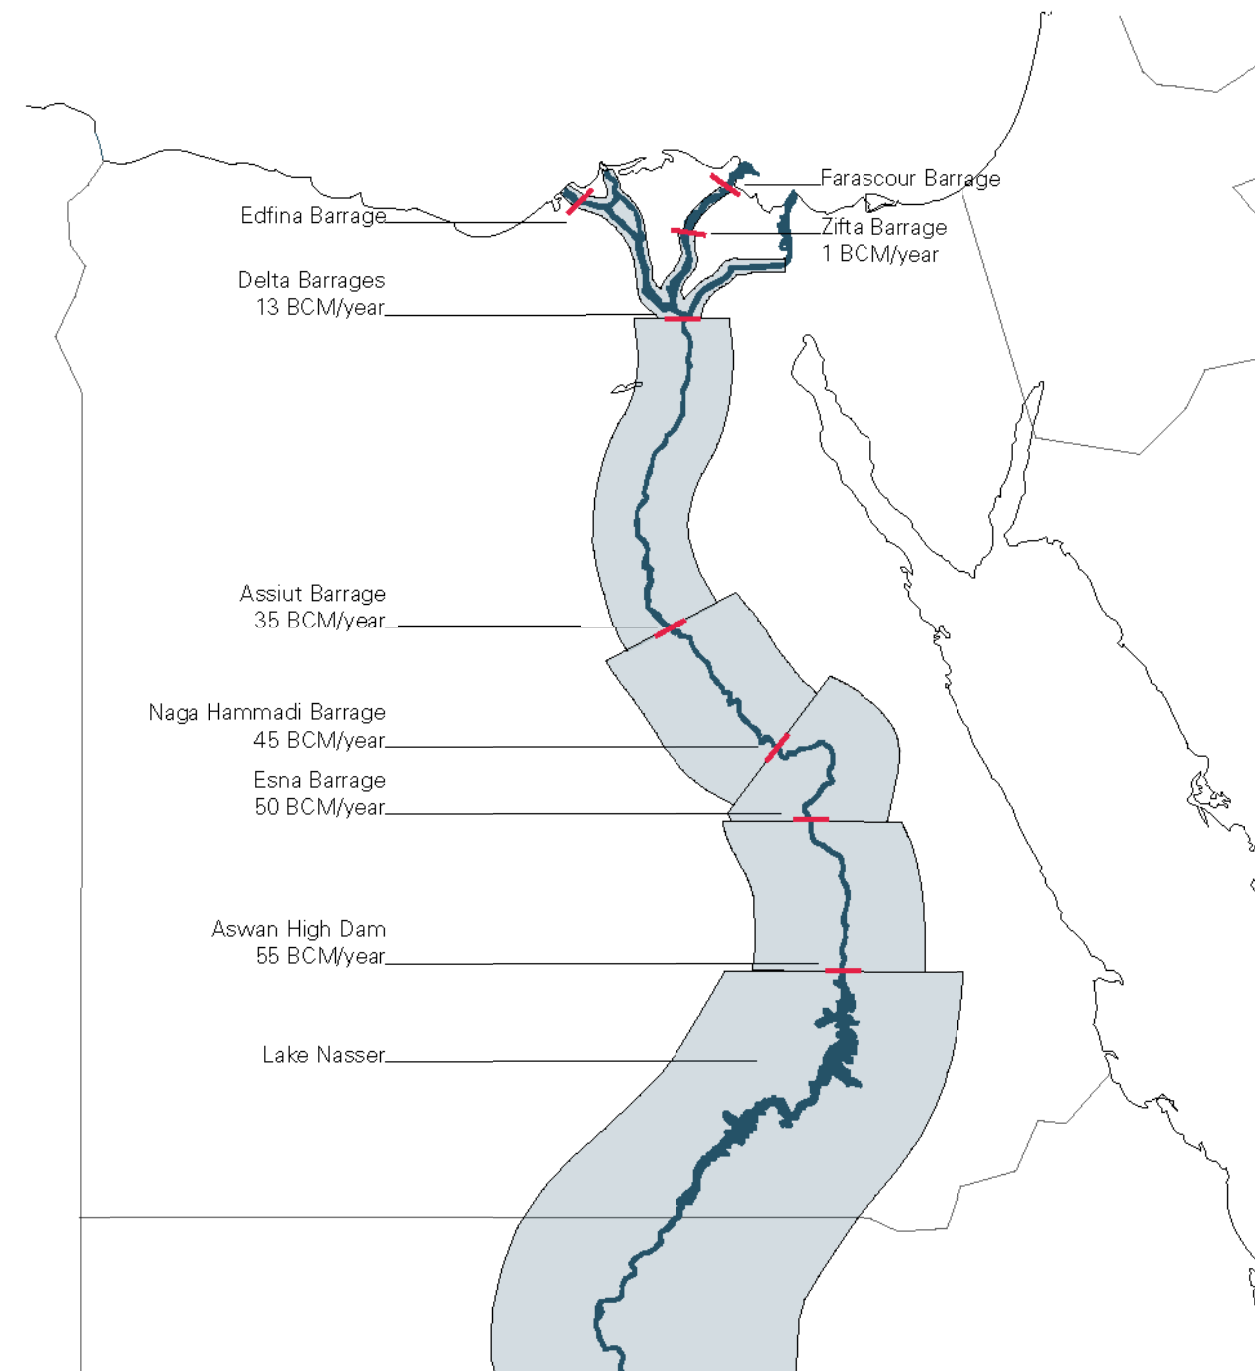 Farascour Barrage
Edfina Barrage
Zifta Barrage
1 BCM/year
Delta Barrages
13 BCM/year
Assiut Barrage
35 BCM/year
Naga Hammadi Barrage
45 BCM/year
Esna Barrage
50 BCM/year
Aswan High Dam
55 BCM/year
Lake Nasser